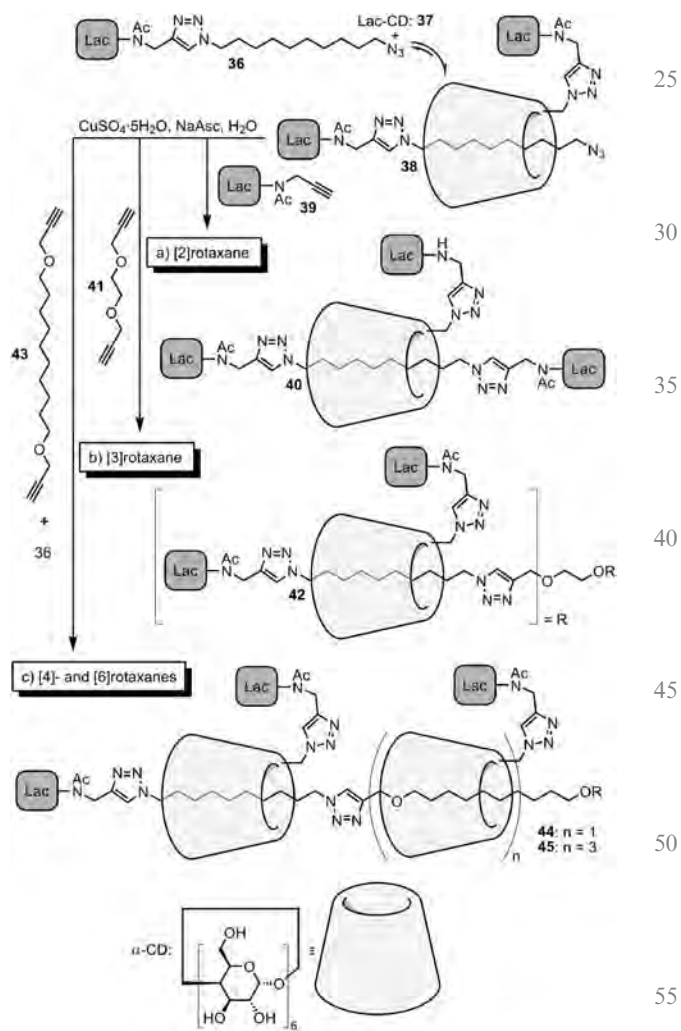 Lac-CD: 37
Lac
Ac
N
N=N
N
N3
+
36
Lac
Ac
N
N=N
N
25
CuSO4·5H2O, NaAsc, H2O
Lac
Ac
N
N=N
N
38
N3
Lac
N
Ac
39
30
a) [2]rotaxane
41
O
O
43
O
O
Lac
H
N
N
N=N
Lac
Ac
N
N=N
N
40
N
N=N
N
Ac
Lac
35
b) [3]rotaxane
+
36
Lac
Ac
N
N
N=N
40
Lac
Ac
N
N=N
N
42
N
N=N
O
OR
= R
c) [4]- and [6]rotaxanes
45
Lac
Ac
N
N
N=N
Lac
Ac
N
N
N=N
Lac
Ac
N
N=N
N
N
N=N
O
OR
n
44: n = 1
45: n = 3
50
α-CD:
OH
O
O
HO
OH
6
=
55